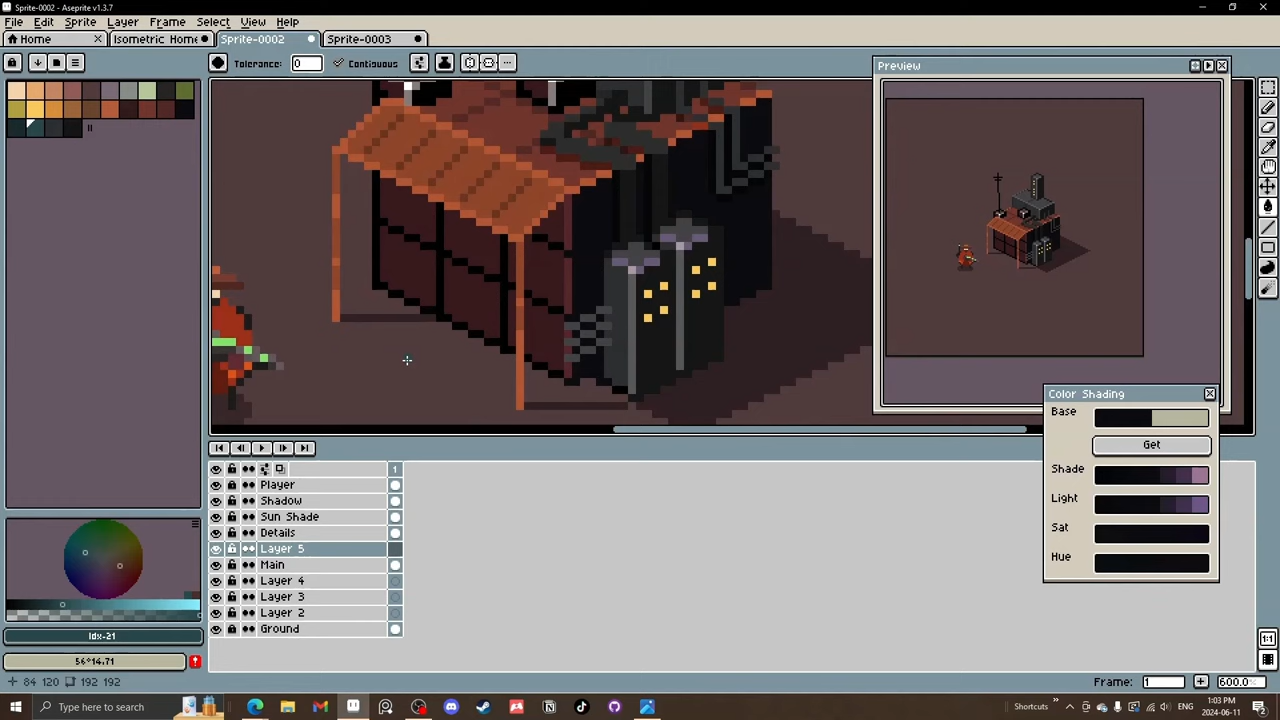 Sprite-0002 - Aseprite v1.3.7
File Edit Sprite Layer Frame Select View Help
Home Isometric Home Sprite-0002 Sprite-0003
Tolerance: 0 Contiguous
Preview
Color Shading
Base
Get
Shade
Light
Sat
Hue
1
Player
Shadow
Sun Shade
Details
Layer 5
Main
Layer 4
Layer 3
Layer 2
Ground
Idx-21
56°14.71
1:1
84 120 192 192
Frame: 1 600.0
Type here to search
Shortcuts
1:03 PM
2024-06-11